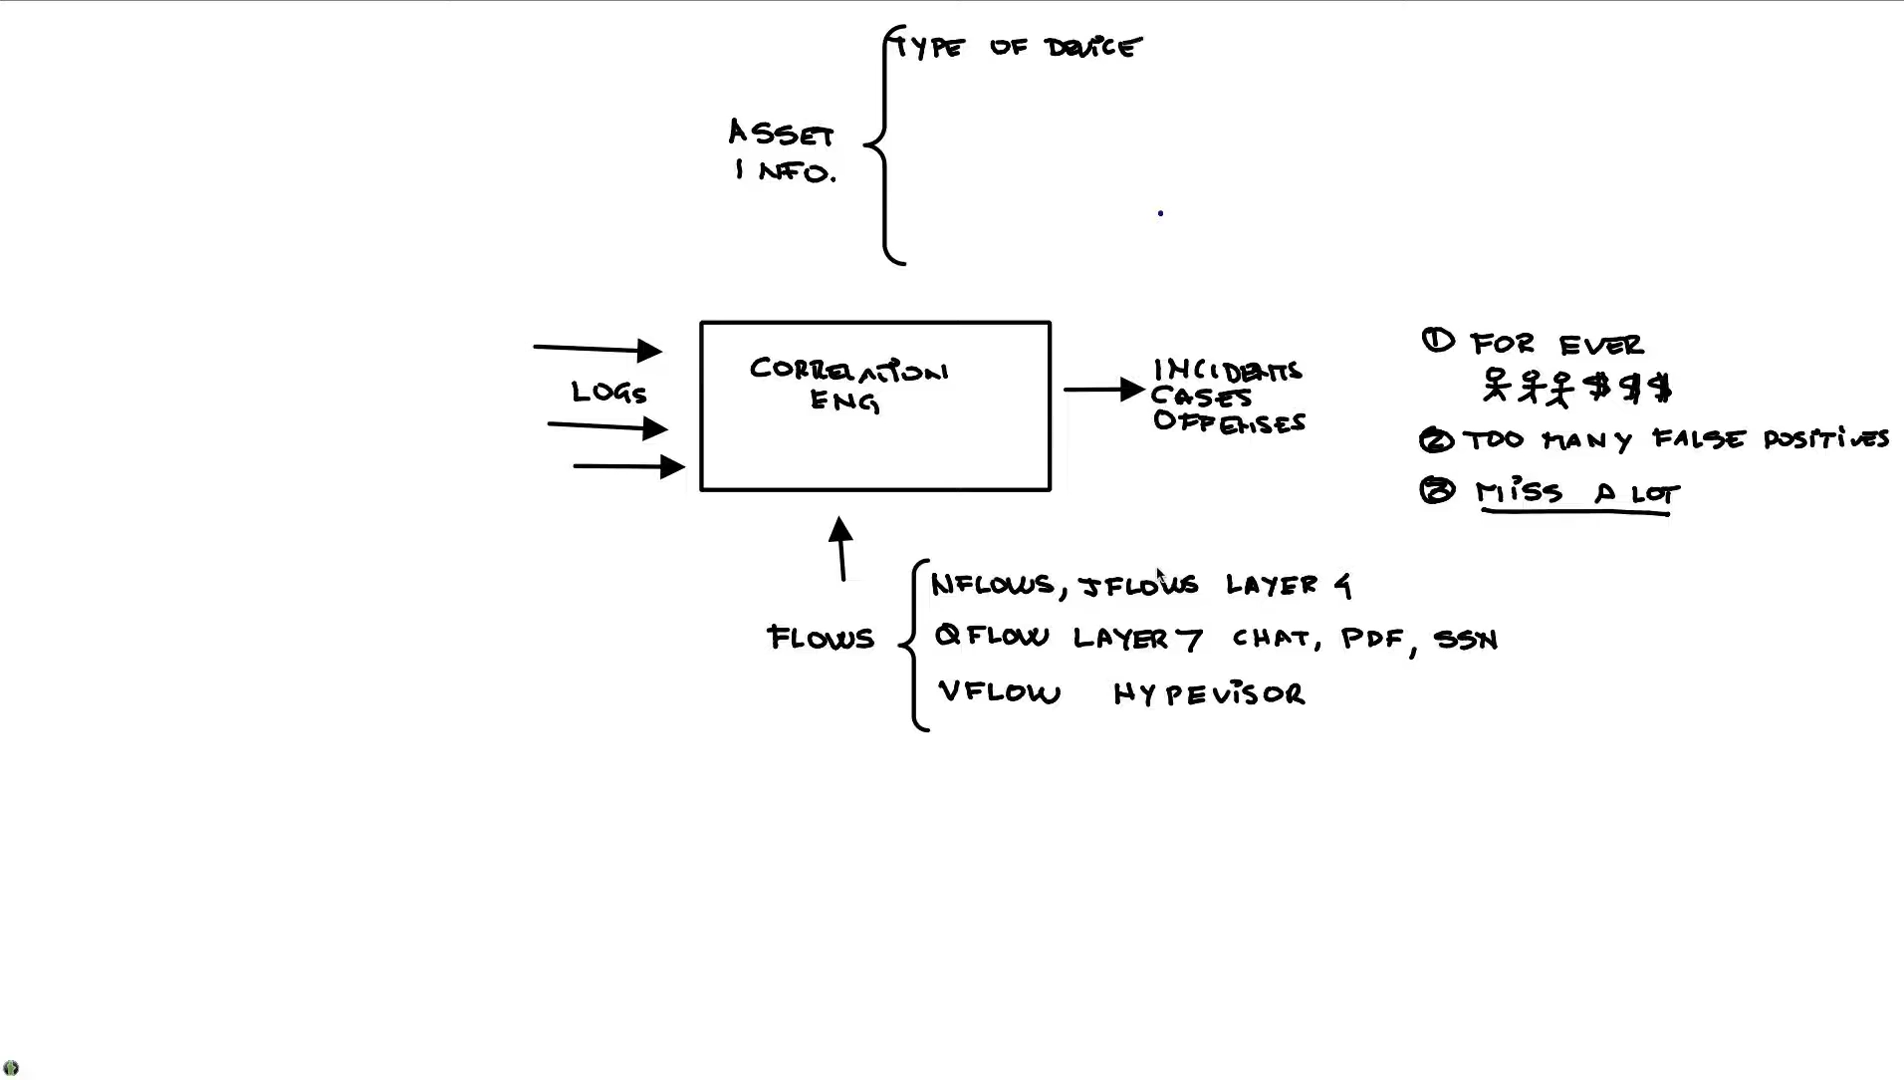 TYPE OF DEVICE
ASSET
INFO.
CORRELATION
ENG
LOGS
INCIDENTS
CASES
OFFENSES
① FOR EVER
$ $ $
② TOO MANY FALSE POSITIVES
③ MISS A LOT
FLOWS
NFLOWS, JFLOWS LAYER 4
QFLOW LAYER 7 CHAT, PDF, SSN
VFLOW HYPEVISOR